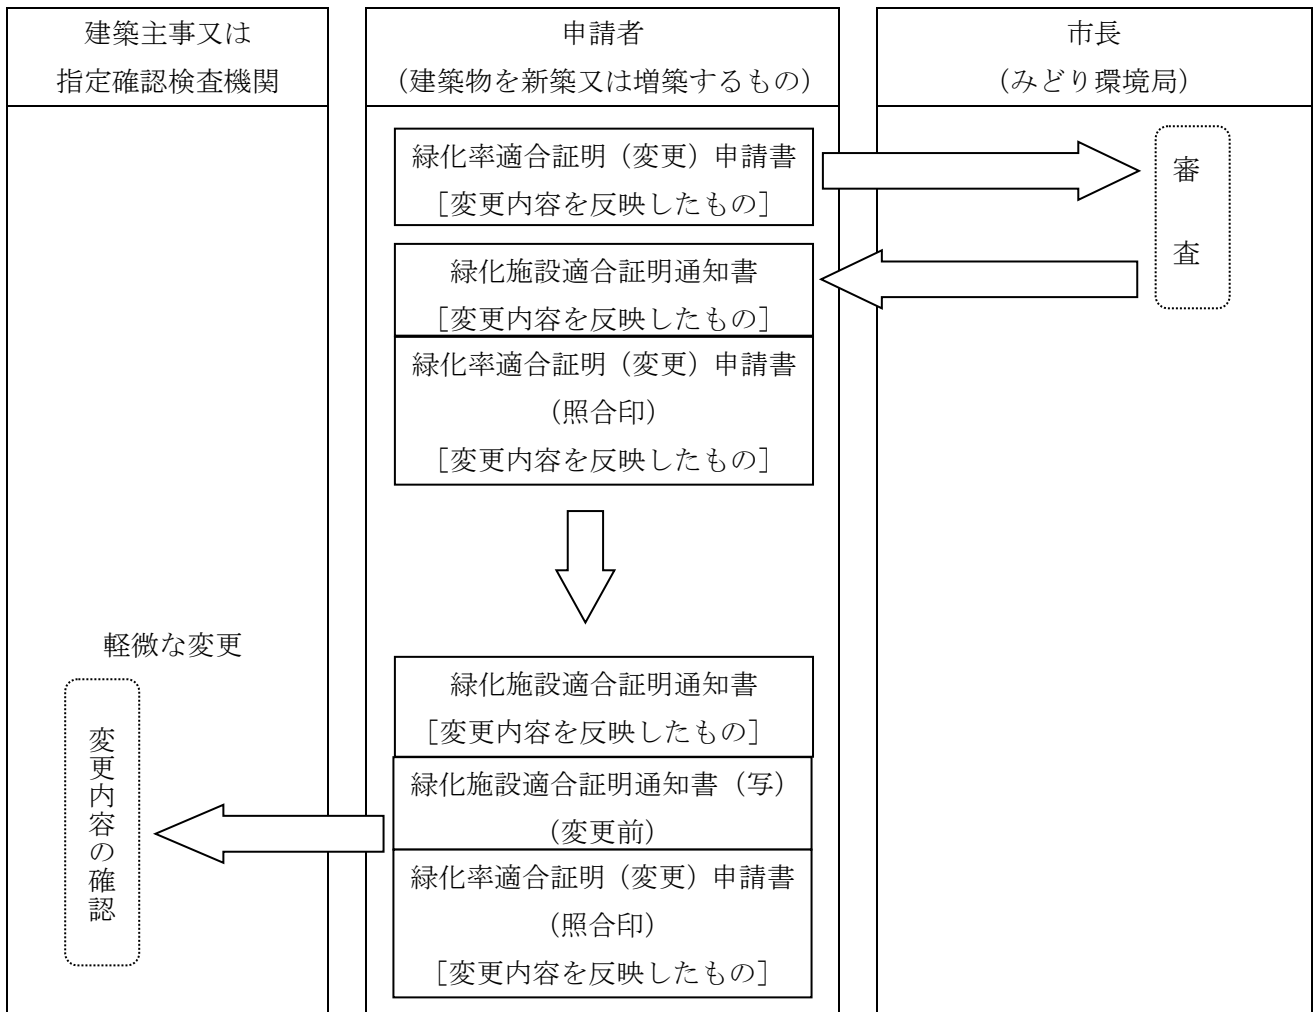 建築主事又は
指定確認検査機関
申請者
（建築物を新築又は増築するもの）
市長
（みどり環境局）
緑化率適合証明（変更）申請書
［変更内容を反映したもの］
審
査
緑化施設適合証明通知書
［変更内容を反映したもの］
緑化率適合証明（変更）申請書
（照合印）
［変更内容を反映したもの］
軽微な変更
変更内容の確認
緑化施設適合証明通知書
［変更内容を反映したもの］
緑化施設適合証明通知書（写）
（変更前）
緑化率適合証明（変更）申請書
（照合印）
［変更内容を反映したもの］